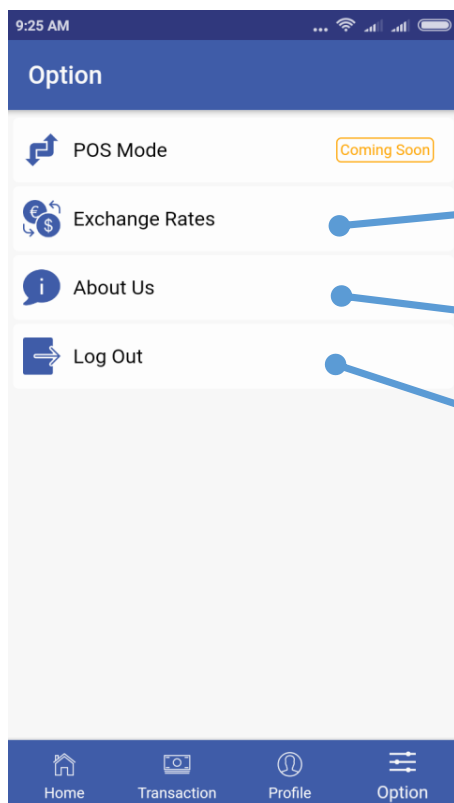 9:25 AM
Option
POS Mode
Coming Soon
Exchange Rates
About Us
Log Out
Home
Transaction
Profile
Option